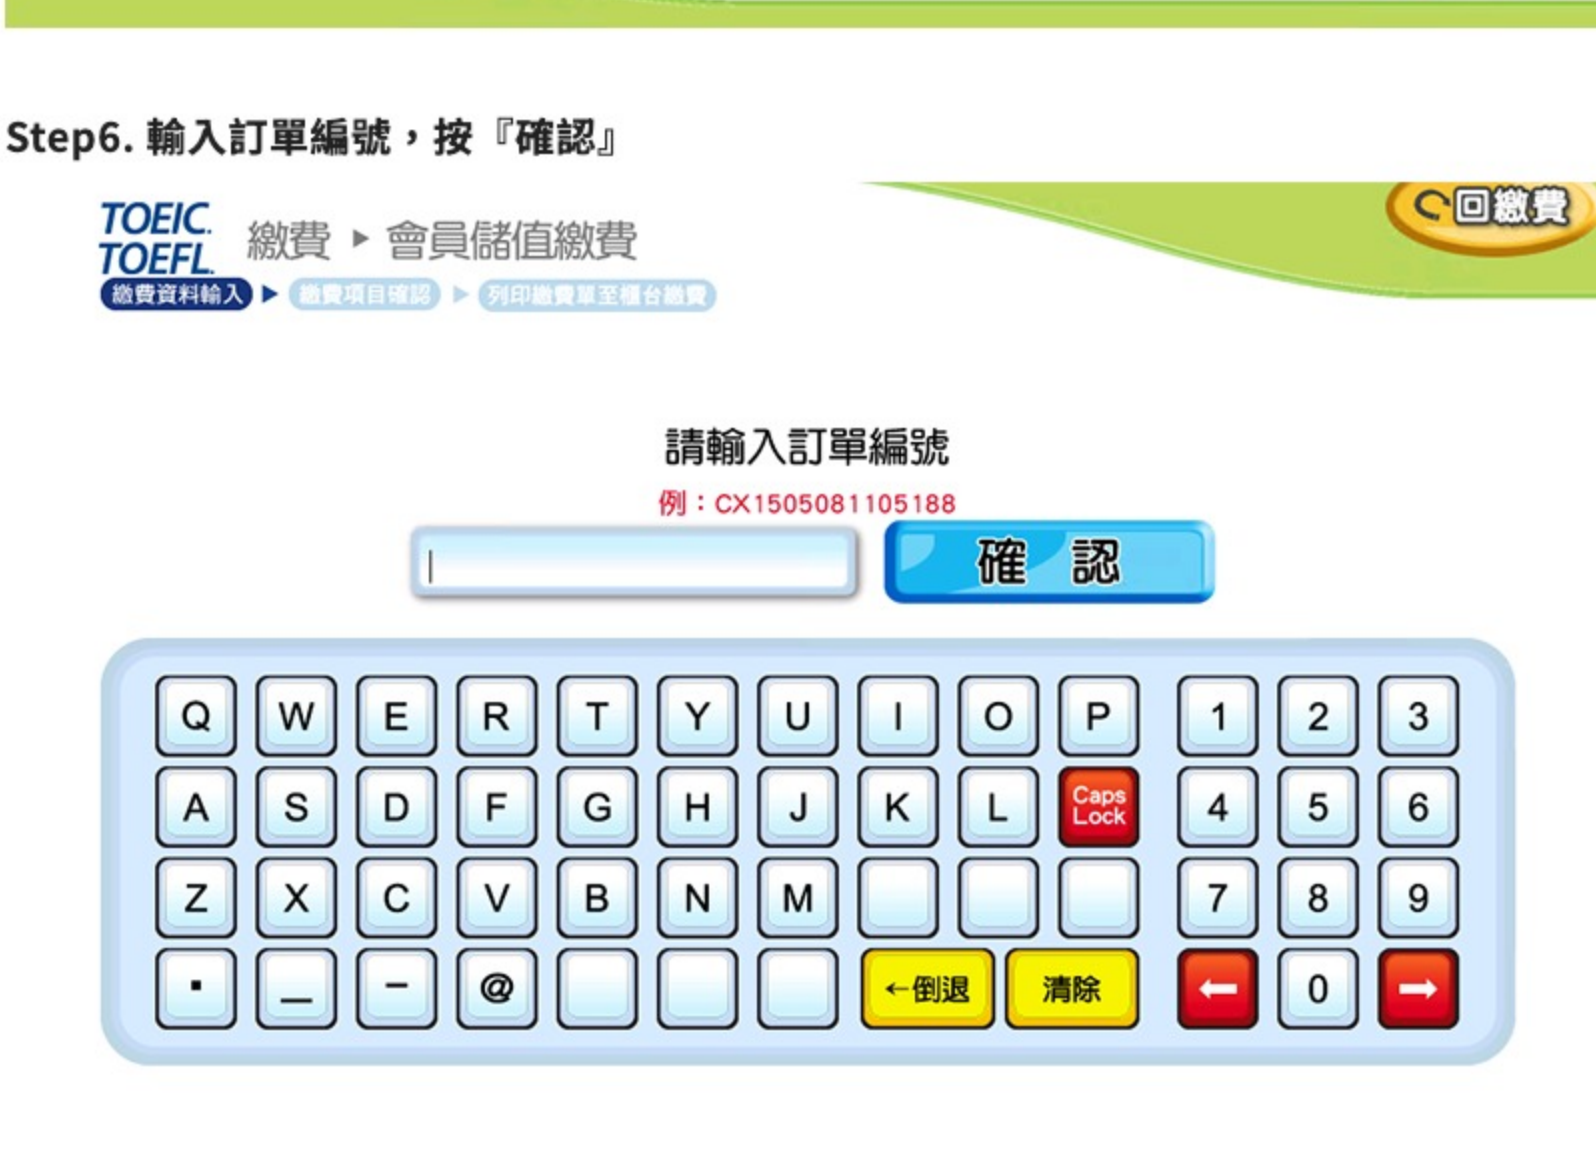 Step6. 輸入訂單編號，按『確認』
TOEIC.
TOEFL.
繳費 ▸ 會員儲值繳費
回繳費
繳費資料輸入 ▶ 繳費項目確認 ▶ 列印繳費單至櫃台繳費
請輸入訂單編號
例：CX1505081105188
確 認
Q W E R T Y U I O P 1 2 3
A S D F G H J K L Caps Lock 4 5 6
Z X C V B N M 7 8 9
. _ - @ ←倒退 清除 ← 0 →